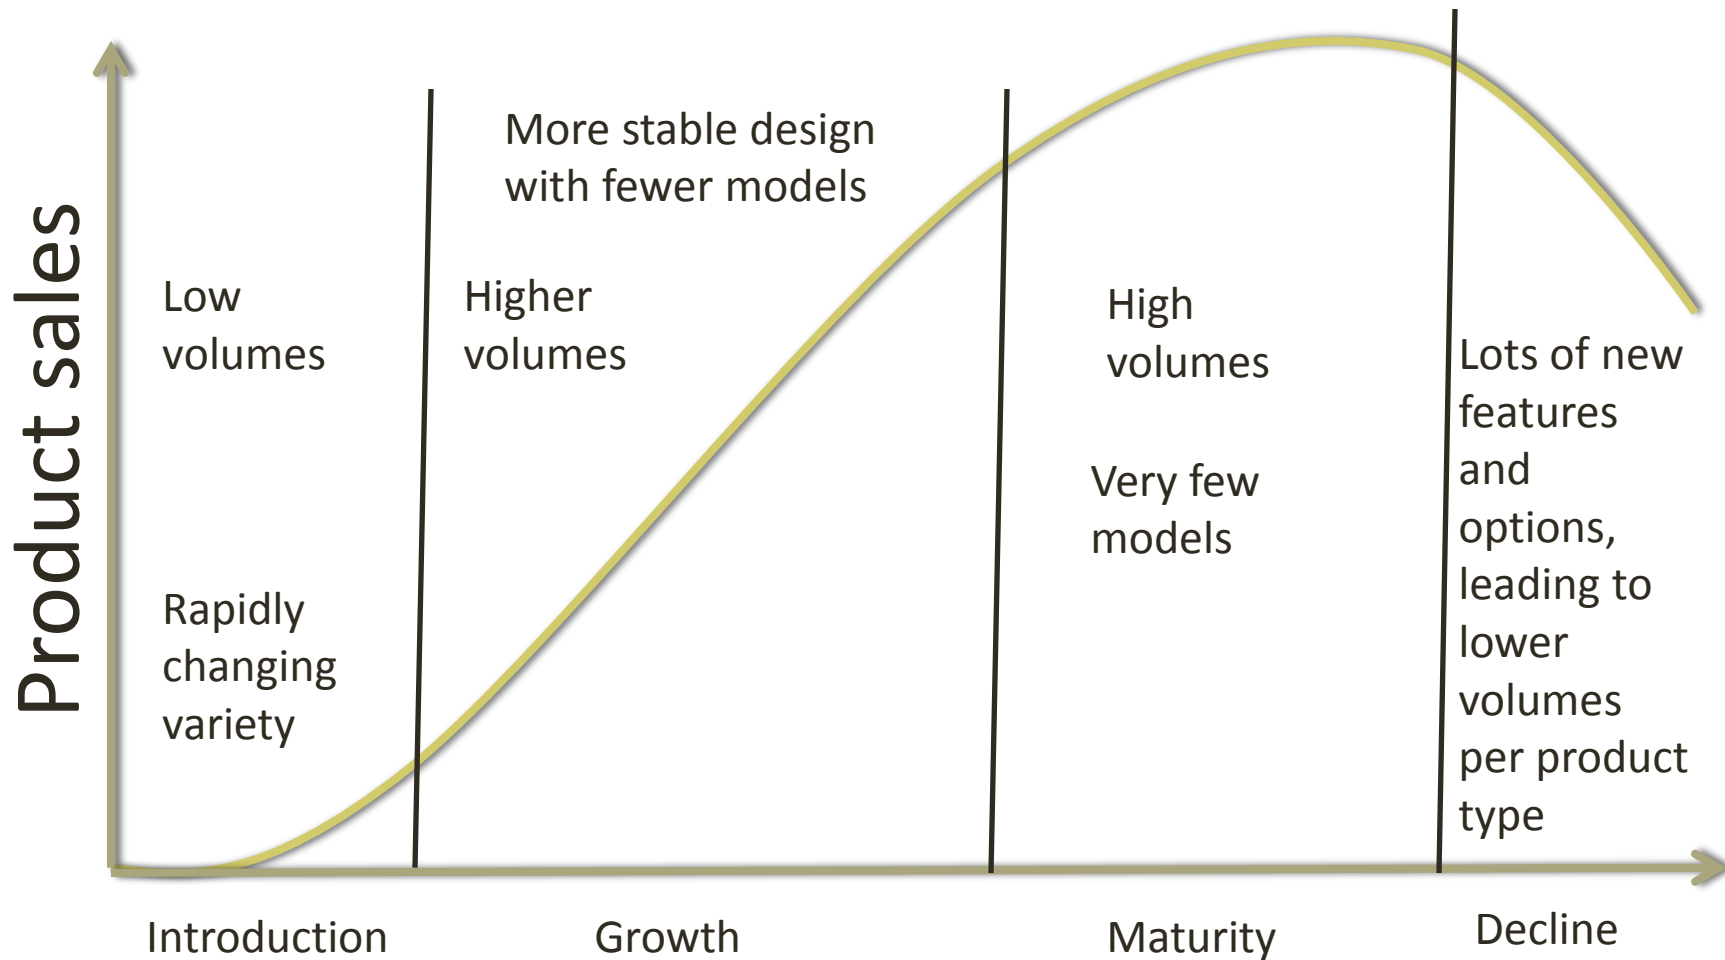 Product sales
Low
volumes
Rapidly
changing
variety
More stable design
with fewer models
Higher
volumes
High
volumes
Very few
models
Lots of new
features
and
options,
leading to
lower
volumes
per product
type
Introduction
Growth
Maturity
Decline